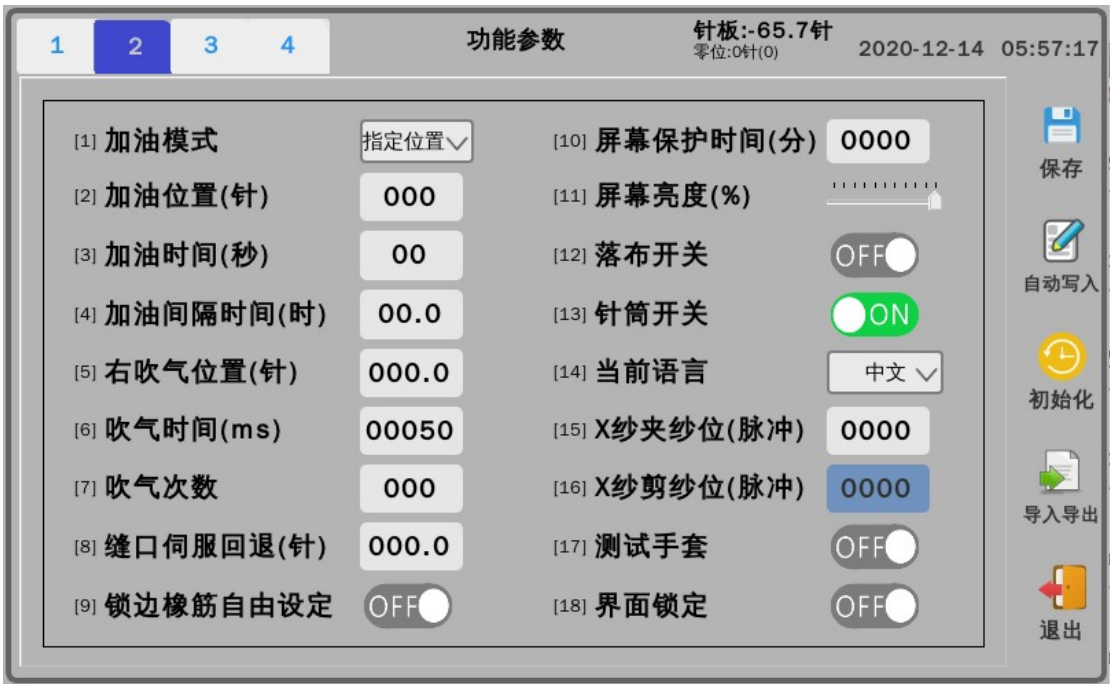 1 2 3 4 功能参数 针板:-65.7针
零位:0针(0) 2020-12-14 05:57:17
[1] 加油模式 指定位置
[2] 加油位置(针) 000
[3] 加油时间(秒) 00
[4] 加油间隔时间(时) 00.0
[5] 右吹气位置(针) 000.0
[6] 吹气时间(ms) 00050
[7] 吹气次数 000
[8] 缝口伺服回退(针) 000.0
[9] 锁边橡筋自由设定 OFF
[10] 屏幕保护时间(分) 0000
[11] 屏幕亮度(%)
[12] 落布开关 OFF
[13] 针筒开关 ON
[14] 当前语言 中文
[15] X纱夹纱位(脉冲) 0000
[16] X纱剪纱位(脉冲) 0000
[17] 测试手套 OFF
[18] 界面锁定 OFF
保存
自动写入
初始化
导入导出
退出